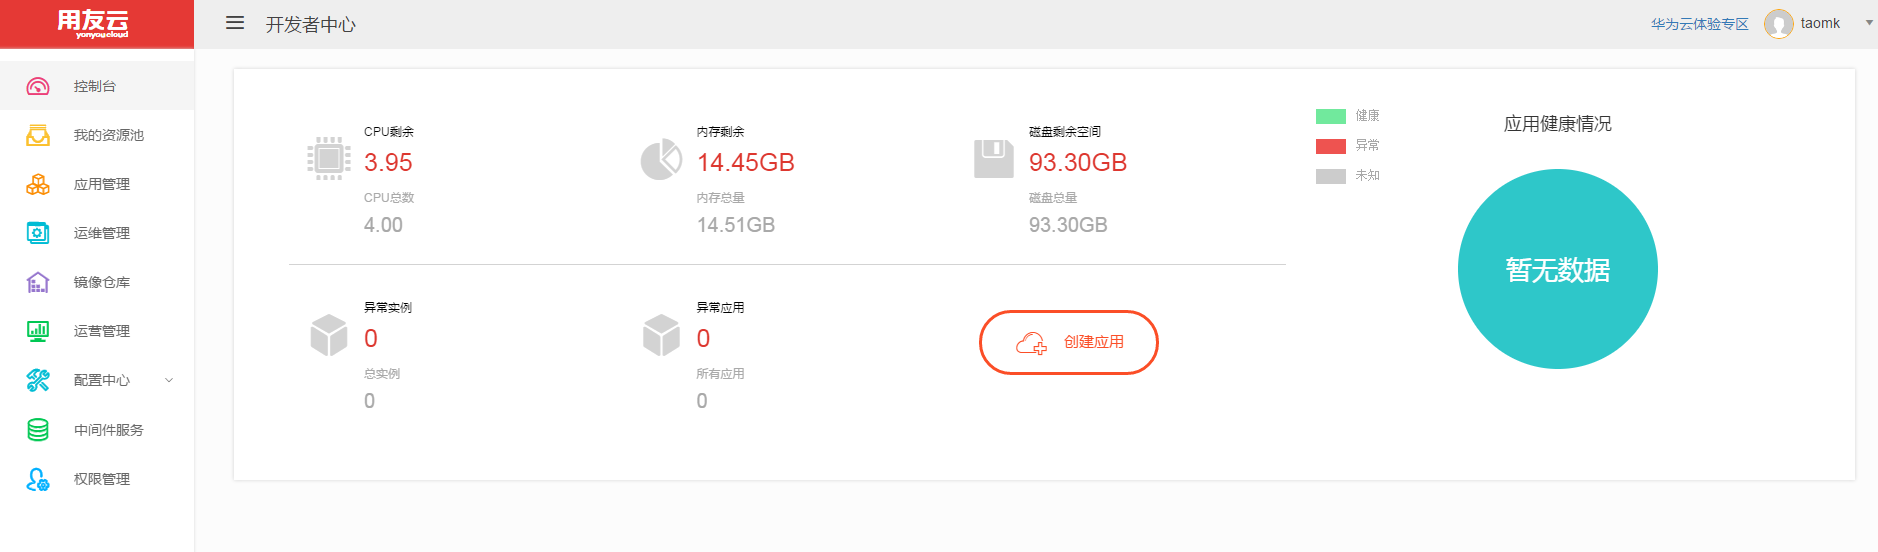 用友云
yonyoucloud
开发者中心
华为云体验专区
taomk
控制台
我的资源池
应用管理
运维管理
镜像仓库
运营管理
配置中心
中间件服务
权限管理
CPU剩余
3.95
CPU总数
4.00
内存剩余
14.45GB
内存总量
14.51GB
磁盘剩余空间
93.30GB
磁盘总量
93.30GB
异常实例
0
总实例
0
异常应用
0
所有应用
0
创建应用
健康
异常
未知
应用健康情况
暂无数据